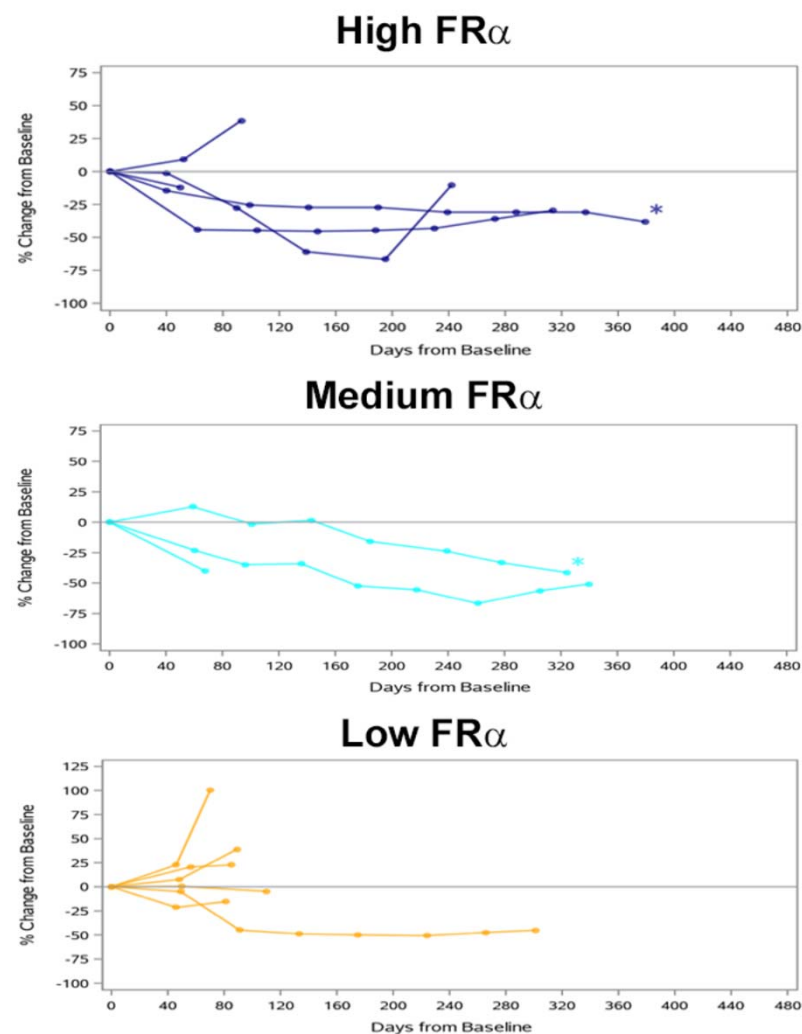 High FRα
75
50
25
0
-25
-50
-75
-100
% Change from Baseline
*
0 40 80 120 160 200 240 280 320 360 400 440 480
Days from Baseline
Medium FRα
75
50
25
0
-25
-50
-75
-100
% Change from Baseline
*
0 40 80 120 160 200 240 280 320 360 400 440 480
Days from Baseline
Low FRα
125
100
75
50
25
0
-25
-50
-75
-100
% Change from Baseline
0 40 80 120 160 200 240 280 320 360 400 440 480
Days from Baseline